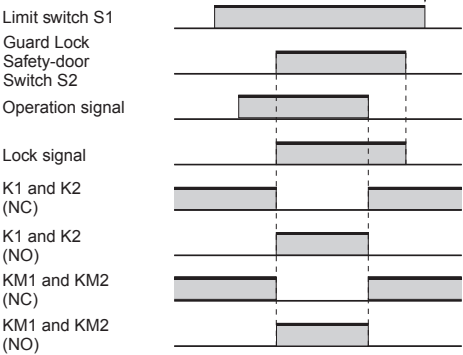 Limit switch S1
Guard Lock
Safety-door
Switch S2
Operation signal
Lock signal
K1 and K2
(NC)
K1 and K2
(NO)
KM1 and KM2
(NC)
KM1 and KM2
(NO)